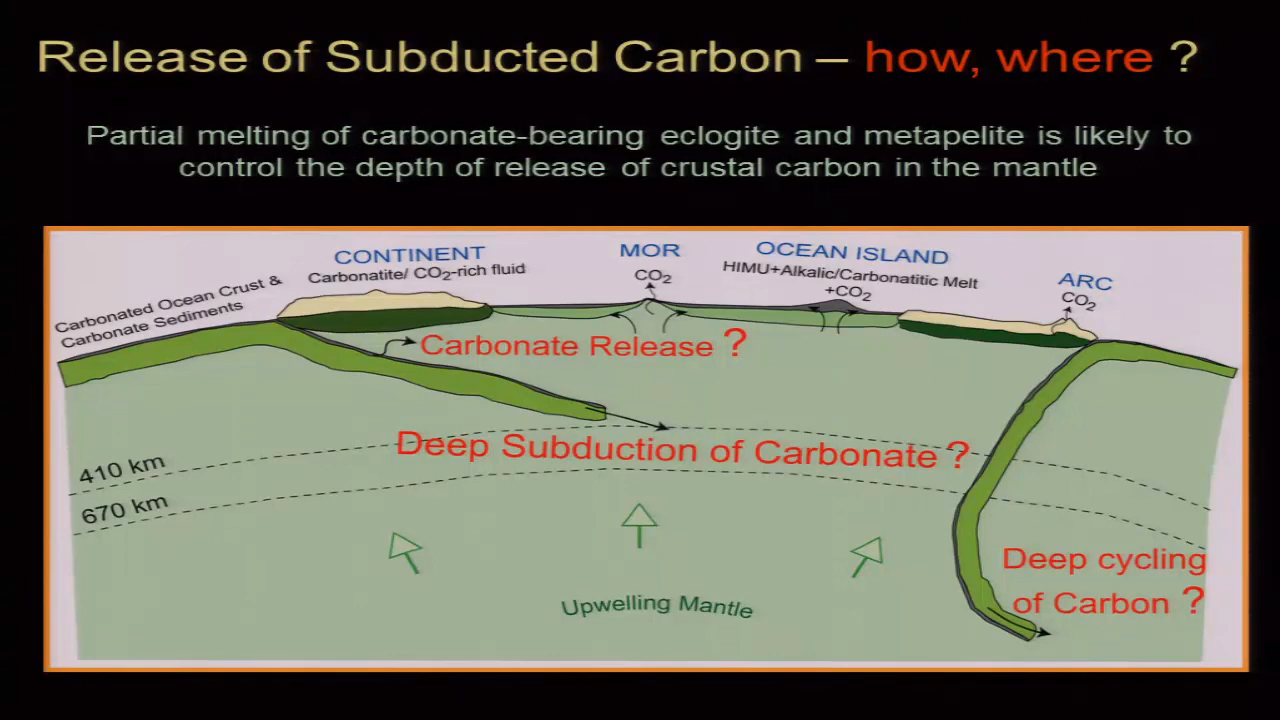 Release of Subducted Carbon – how, where ?
Partial melting of carbonate-bearing eclogite and metapelite is likely to
control the depth of release of crustal carbon in the mantle
Carbonated Ocean Crust &
Carbonate Sediments
CONTINENT
Carbonatite/ CO2-rich fluid
MOR
CO2
OCEAN ISLAND
HIMU+Alkalic/Carbonatitic Melt
+CO2
ARC
CO2
Carbonate Release ?
Deep Subduction of Carbonate ?
410 km
670 km
Deep cycling
of Carbon ?
Upwelling Mantle